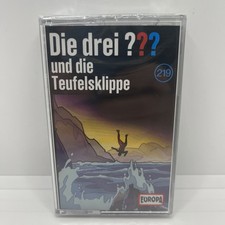 Die drei ???
und die
Teufelsklippe
219
EUROPA